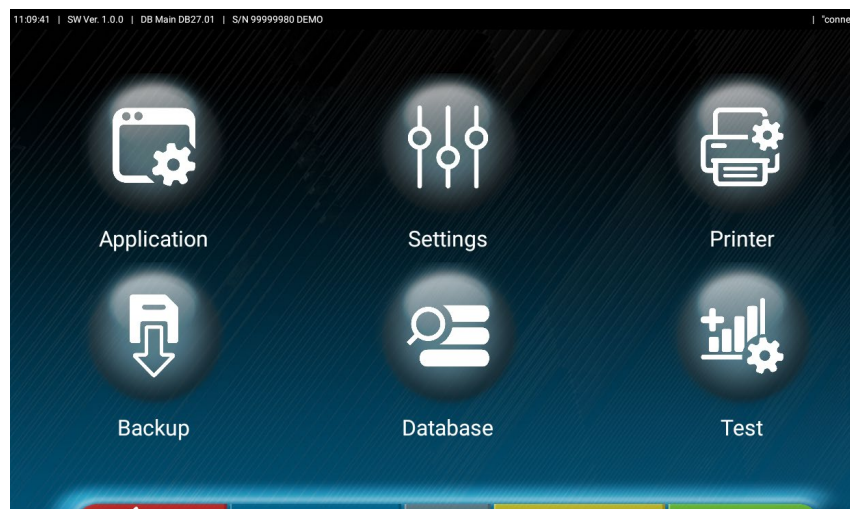 11:09:41 | SW Ver. 1.0.0 | DB Main DB27.01 | S/N 99999980 DEMO | "conne
Application Settings Printer
Backup Database Test